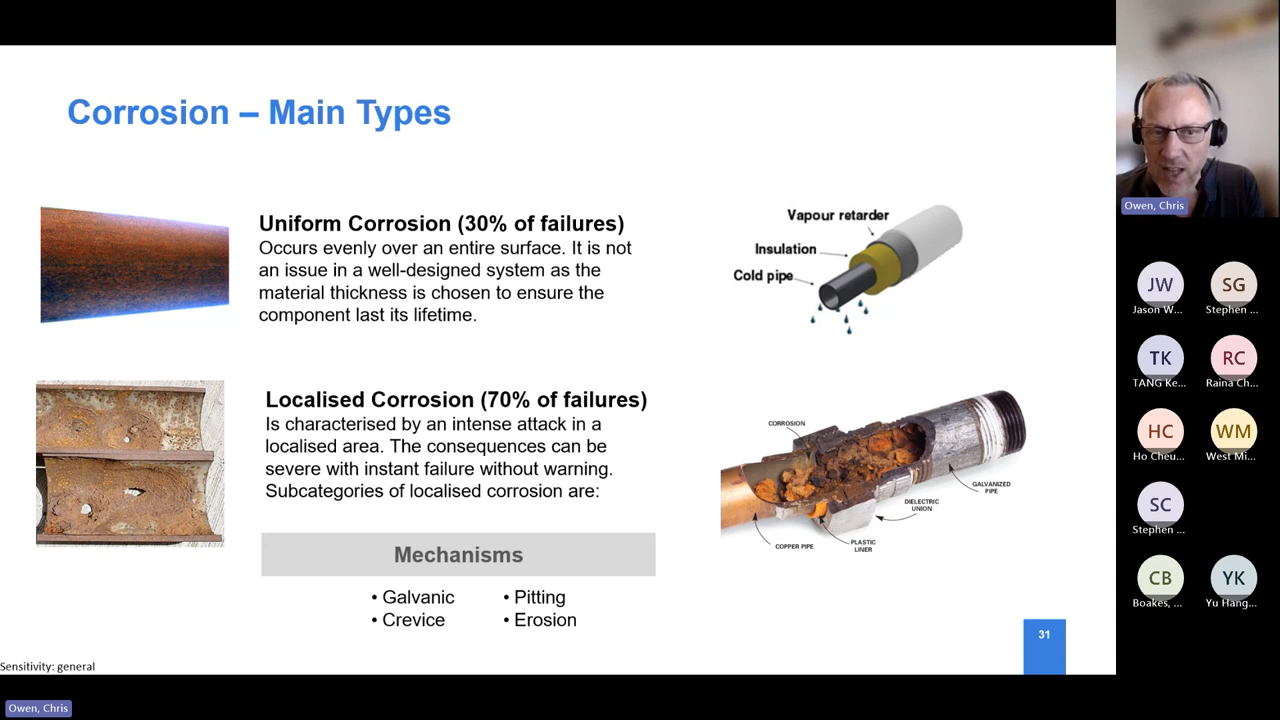 Corrosion – Main Types
Uniform Corrosion (30% of failures)
Occurs evenly over an entire surface. It is not
an issue in a well-designed system as the
material thickness is chosen to ensure the
component last its lifetime.
Vapour retarder
Insulation
Cold pipe
Localised Corrosion (70% of failures)
Is characterised by an intense attack in a
localised area. The consequences can be
severe with instant failure without warning.
Subcategories of localised corrosion are:
CORROSION
GALVANIZED
PIPE
DIELECTRIC
UNION
PLASTIC
LINER
COPPER PIPE
Mechanisms
• Galvanic
• Crevice
• Pitting
• Erosion
31
Sensitivity: general
Owen, Chris
Owen, Chris
JW
Jason W...
SG
Stephen ...
TK
TANG Ke...
RC
Raina Ch...
HC
Ho Cheu...
WM
West Mi...
SC
Stephen ...
CB
Boakes, ...
YK
Yu Hang...